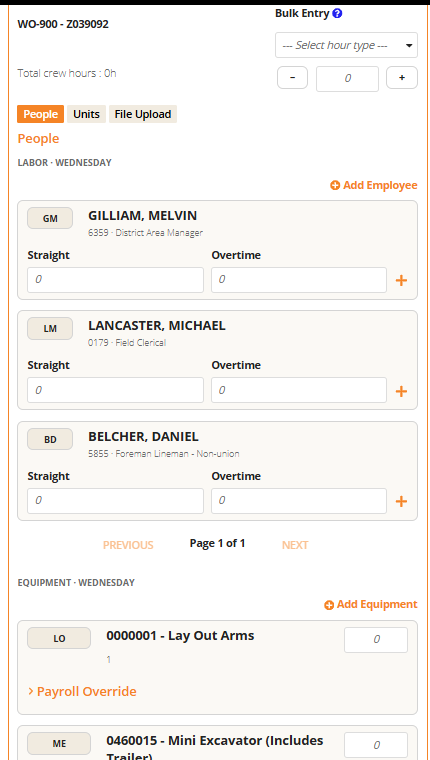 Bulk Entry ?
WO-900 - Z039092
--- Select hour type ---
Total crew hours : 0h
- 0 +
People Units File Upload
People
LABOR · WEDNESDAY
Add Employee
GM GILLIAM, MELVIN
6359 · District Area Manager
Straight Overtime
0 0 +
LM LANCASTER, MICHAEL
0179 · Field Clerical
Straight Overtime
0 0 +
BD BELCHER, DANIEL
5855 · Foreman Lineman - Non-union
Straight Overtime
0 0 +
PREVIOUS Page 1 of 1 NEXT
EQUIPMENT · WEDNESDAY
Add Equipment
LO 0000001 - Lay Out Arms 0
1
> Payroll Override
ME 0460015 - Mini Excavator (Includes 0
Trailer)